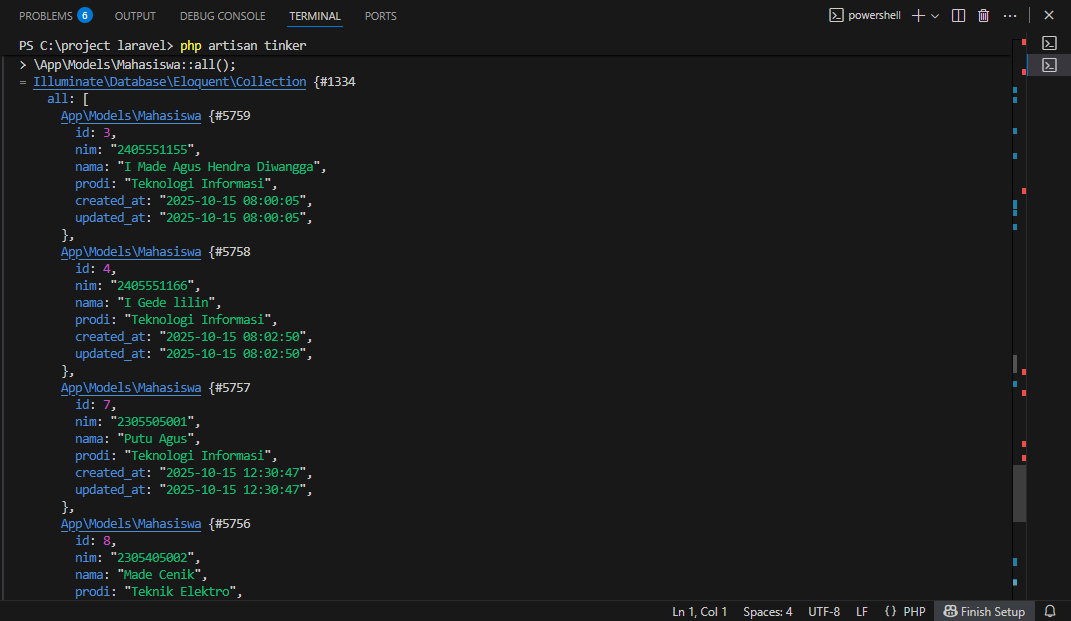 PROBLEMS 6 OUTPUT DEBUG CONSOLE TERMINAL PORTS powershell
PS C:\project laravel> php artisan tinker
> \App\Models\Mahasiswa::all();
= Illuminate\Database\Eloquent\Collection {#1334
all: [
App\Models\Mahasiswa {#5759
id: 3,
nim: "2405551155",
nama: "I Made Agus Hendra Diwangga",
prodi: "Teknologi Informasi",
created_at: "2025-10-15 08:00:05",
updated_at: "2025-10-15 08:00:05",
},
App\Models\Mahasiswa {#5758
id: 4,
nim: "2405551166",
nama: "I Gede lilin",
prodi: "Teknologi Informasi",
created_at: "2025-10-15 08:02:50",
updated_at: "2025-10-15 08:02:50",
},
App\Models\Mahasiswa {#5757
id: 7,
nim: "2305505001",
nama: "Putu Agus",
prodi: "Teknologi Informasi",
created_at: "2025-10-15 12:30:47",
updated_at: "2025-10-15 12:30:47",
},
App\Models\Mahasiswa {#5756
id: 8,
nim: "2305405002",
nama: "Made Cenik",
prodi: "Teknik Elektro",
Ln 1, Col 1 Spaces: 4 UTF-8 LF {} PHP Finish Setup